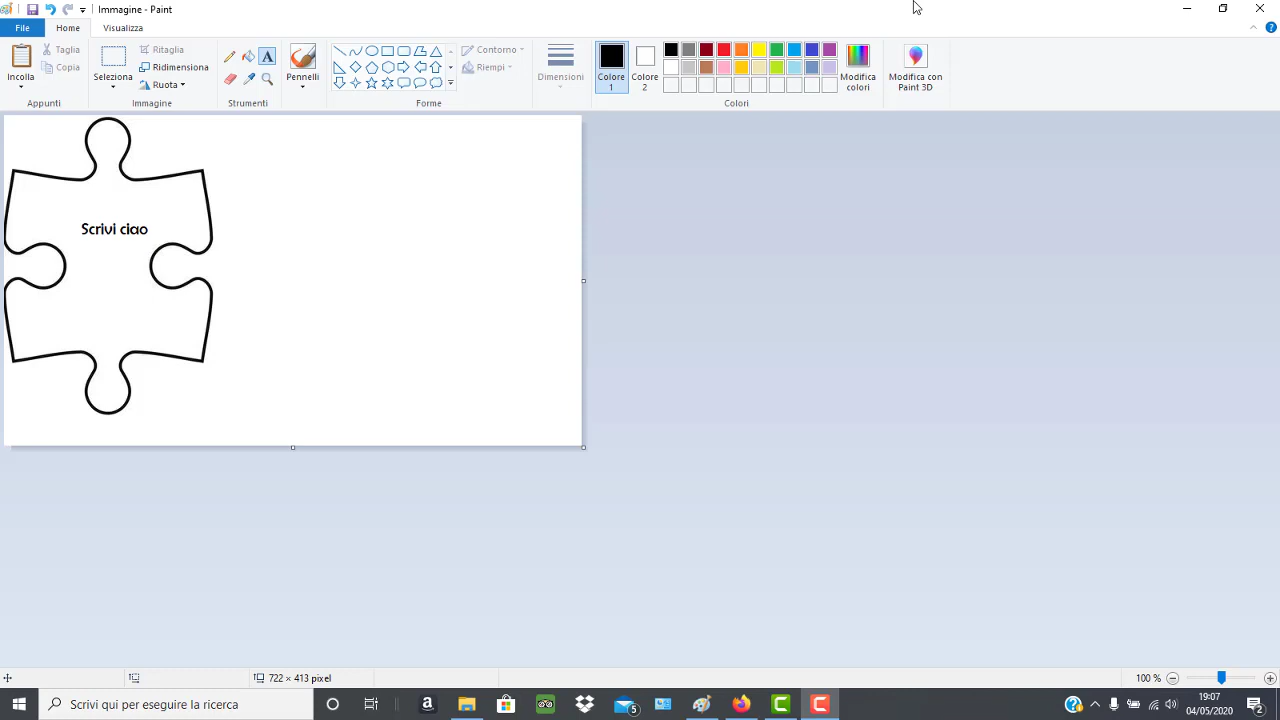 Immagine - Paint
File
Home
Visualizza
Incolla
Taglia
Copia
Appunti
Seleziona
Ritaglia
Ridimensiona
Ruota
Immagine
A
Strumenti
Pennelli
Contorno
Riempi
Forme
Dimensioni
Colore 1
Colore 2
Colori
Modifica colori
Modifica con Paint 3D
Scrivi ciao
722 × 413 pixel
100 %
Scrivi qui per eseguire la ricerca
5
19:07
04/05/2020
2